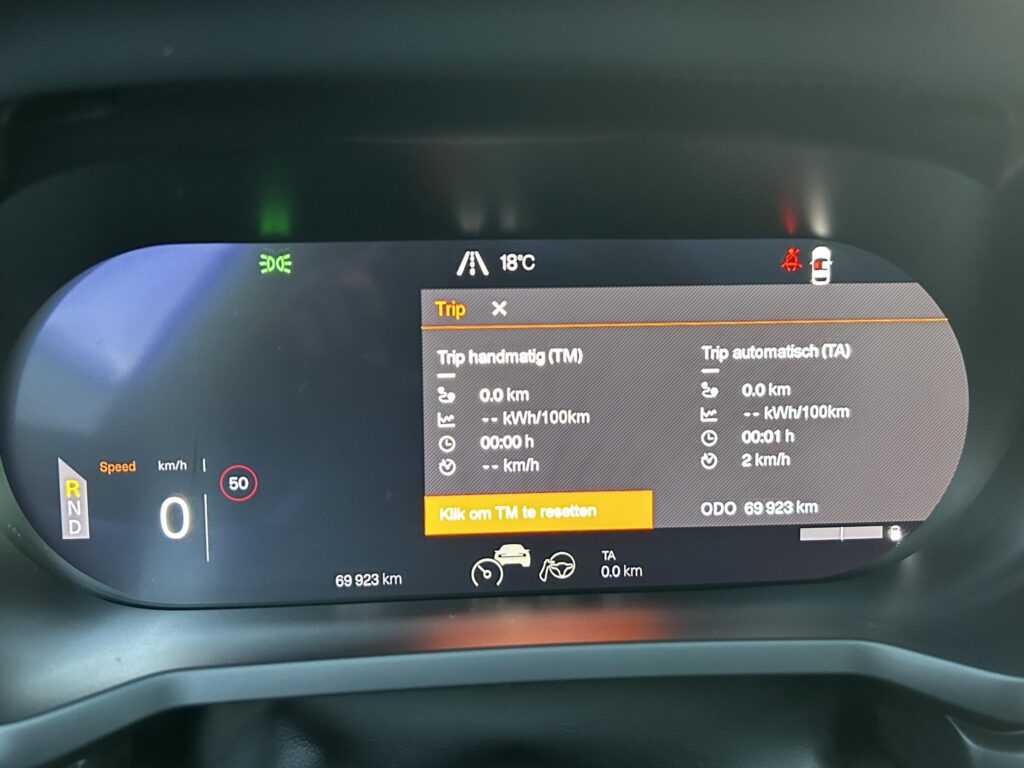 18°C
Trip
Trip handmatig (TM)
0.0 km
-- kWh/100km
00:00 h
-- km/h
Klik om TM te resetten
Trip automatisch (TA)
0.0 km
-- kWh/100km
00:01 h
2 km/h
ODO 69 923 km
Speed km/h
50
R
N
D
0
69 923 km
TA
0.0 km